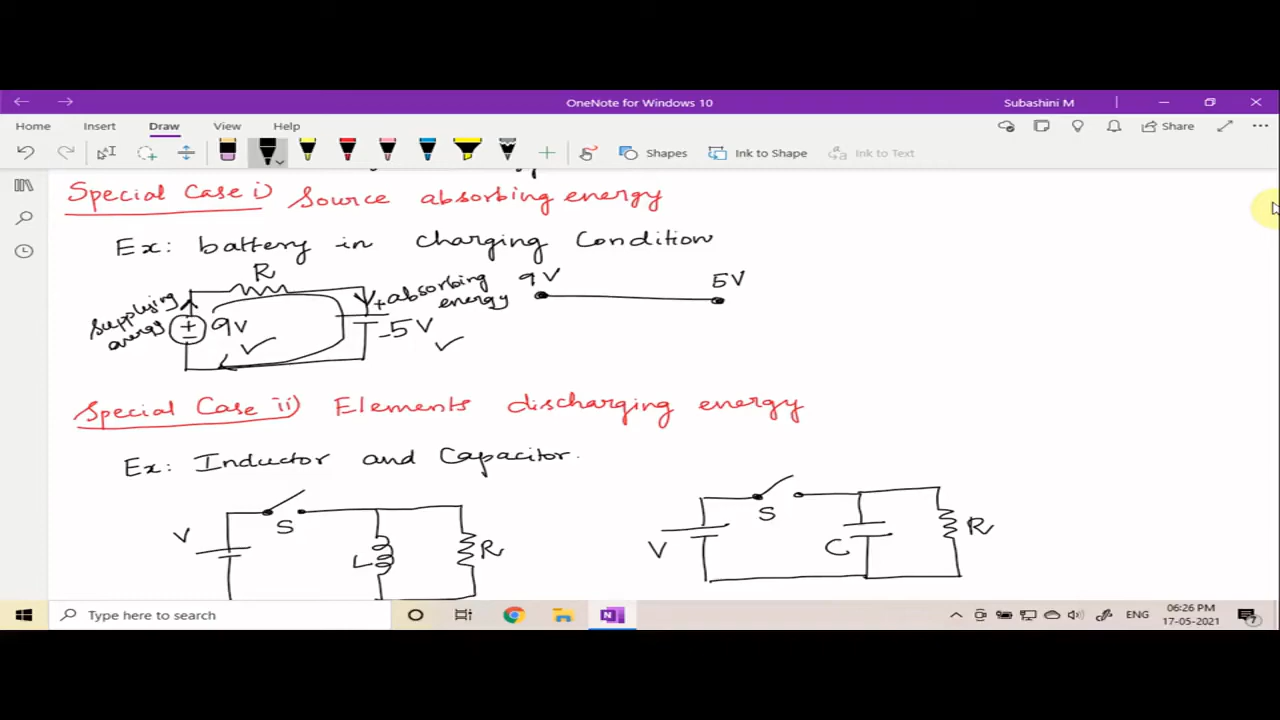 OneNote for Windows 10
Subashini M
Home Insert Draw View Help
Share
Shapes
Ink to Shape
Ink to Text
Special Case i) Source absorbing energy
Ex: battery in charging Condition
R
supplying energy
+
9V
+
absorbing energy
-5V
9V
5V
Special Case ii) Elements discharging energy
Ex: Inductor and Capacitor.
V
S
L
R
V
S
C
R
Type here to search
ENG
06:26 PM
17-05-2021
7